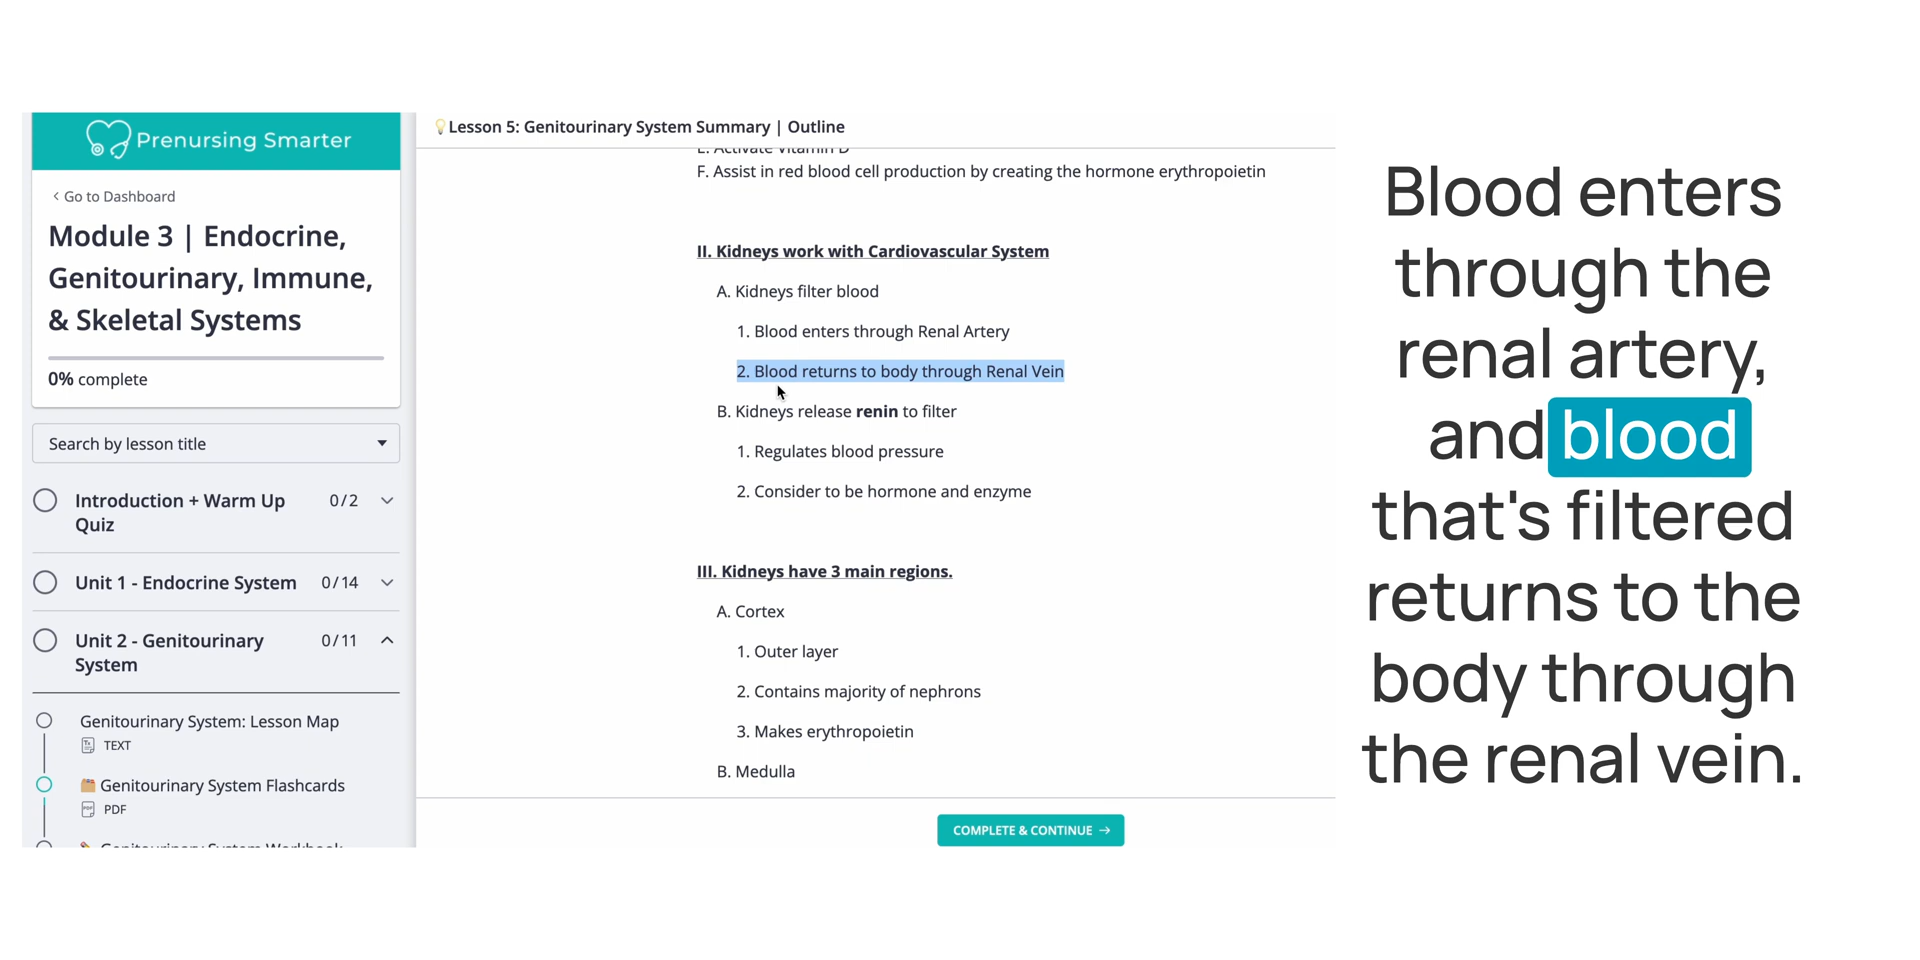 Prenursing Smarter
Go to Dashboard
Module 3 | Endocrine,
Genitourinary, Immune,
& Skeletal Systems
0% complete
Search by lesson title
Introduction + Warm Up
Quiz
0 / 2
Unit 1 - Endocrine System
0 / 14
Unit 2 - Genitourinary
System
0 / 11
Genitourinary System: Lesson Map
TEXT
Genitourinary System Flashcards
PDF
Genitourinary System Workbook
Lesson 5: Genitourinary System Summary | Outline
E. Activate Vitamin D
F. Assist in red blood cell production by creating the hormone erythropoietin
II. Kidneys work with Cardiovascular System
A. Kidneys filter blood
1. Blood enters through Renal Artery
2. Blood returns to body through Renal Vein
B. Kidneys release renin to filter
1. Regulates blood pressure
2. Consider to be hormone and enzyme
III. Kidneys have 3 main regions.
A. Cortex
1. Outer layer
2. Contains majority of nephrons
3. Makes erythropoietin
B. Medulla
COMPLETE & CONTINUE →
Blood enters
through the
renal artery,
and blood
that's filtered
returns to the
body through
the renal vein.